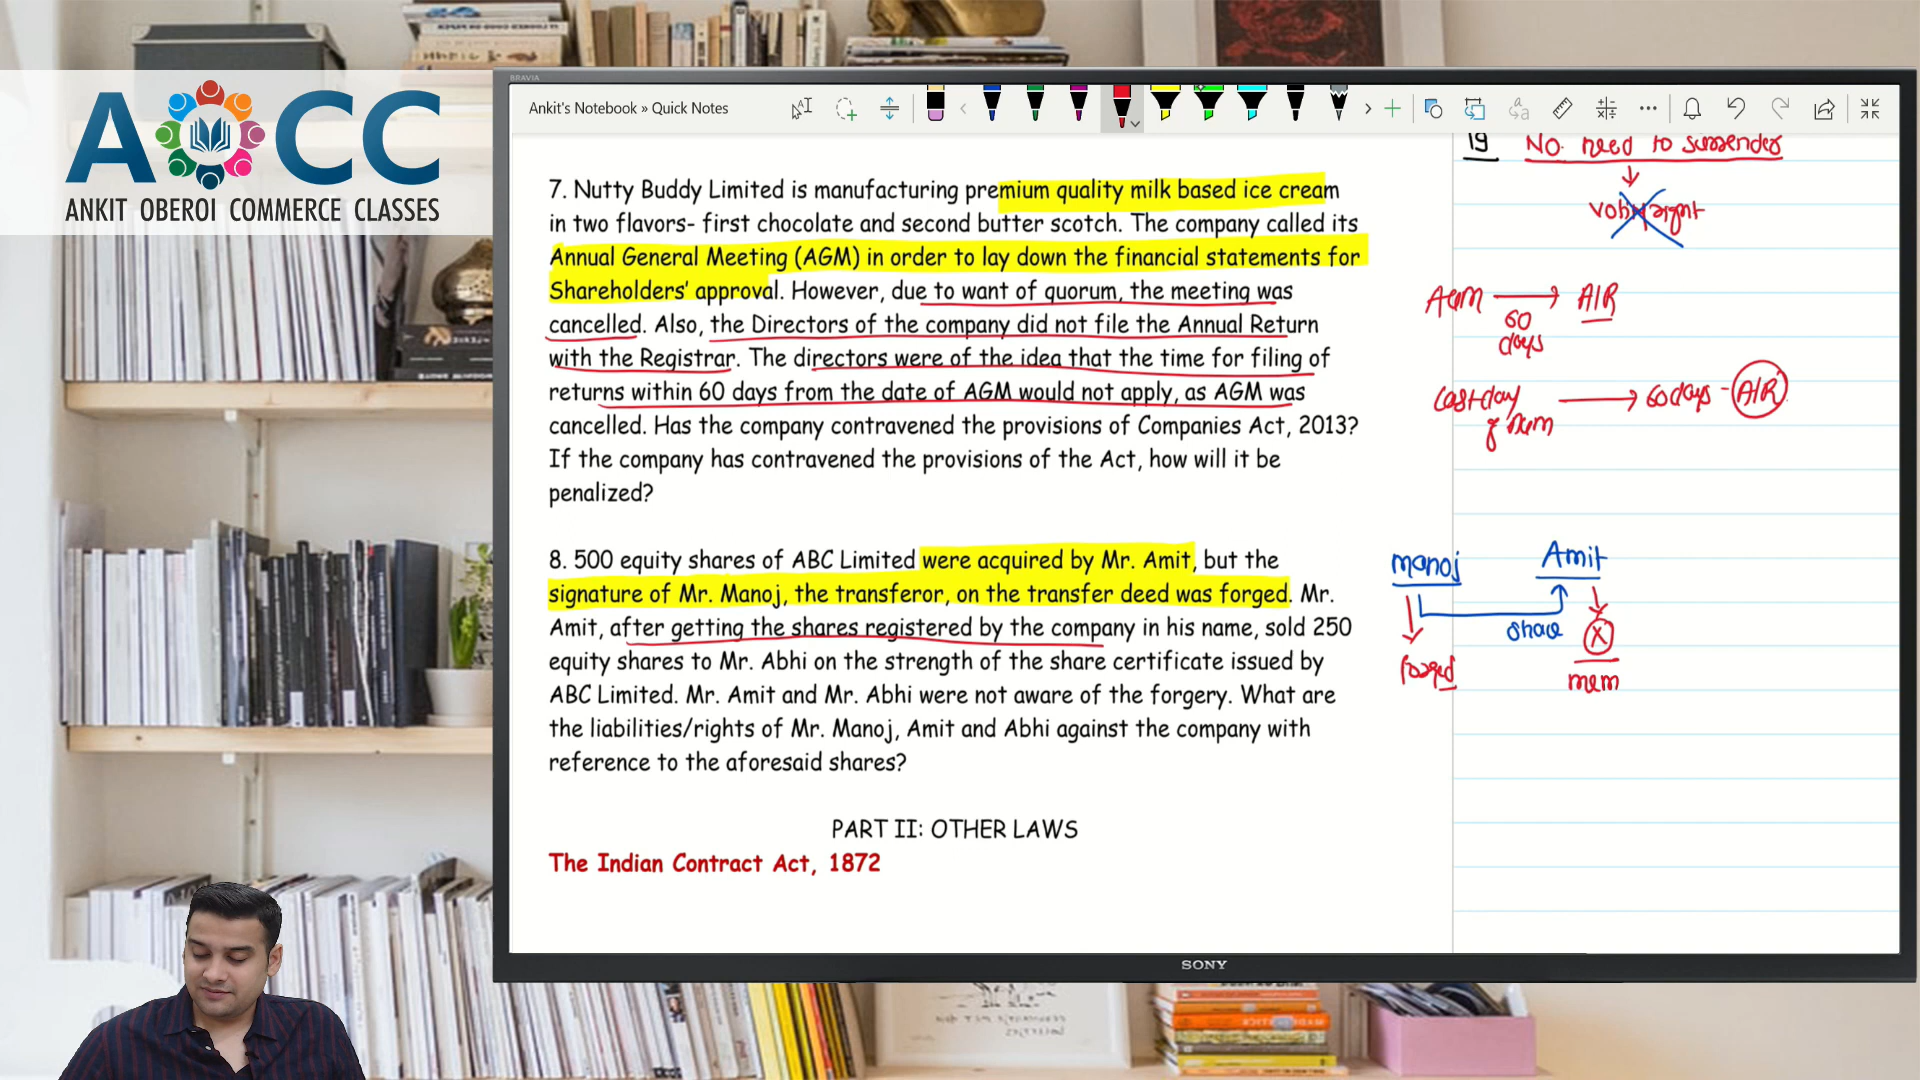 BRAVIA
AOCC
ANKIT OBEROI COMMERCE CLASSES
Ankit's Notebook » Quick Notes
19 No need to surrender
7. Nutty Buddy Limited is manufacturing premium quality milk based ice cream
in two flavors- first chocolate and second butter scotch. The company called its
Annual General Meeting (AGM) in order to lay down the financial statements for
Shareholders' approval. However, due to want of quorum, the meeting was
cancelled. Also, the Directors of the company did not file the Annual Return
with the Registrar. The directors were of the idea that the time for filing of
returns within 60 days from the date of AGM would not apply, as AGM was
cancelled. Has the company contravened the provisions of Companies Act, 2013?
If the company has contravened the provisions of the Act, how will it be
penalized?
AGM → A/R
60
days
Last day → 60 days - A/R
8. 500 equity shares of ABC Limited were acquired by Mr. Amit, but the
signature of Mr. Manoj, the transferor, on the transfer deed was forged. Mr.
Amit, after getting the shares registered by the company in his name, sold 250
equity shares to Mr. Abhi on the strength of the share certificate issued by
ABC Limited. Mr. Amit and Mr. Abhi were not aware of the forgery. What are
the liabilities/rights of Mr. Manoj, Amit and Abhi against the company with
reference to the aforesaid shares?
manoj Amit
share X
forged mem
PART II: OTHER LAWS
The Indian Contract Act, 1872
SONY